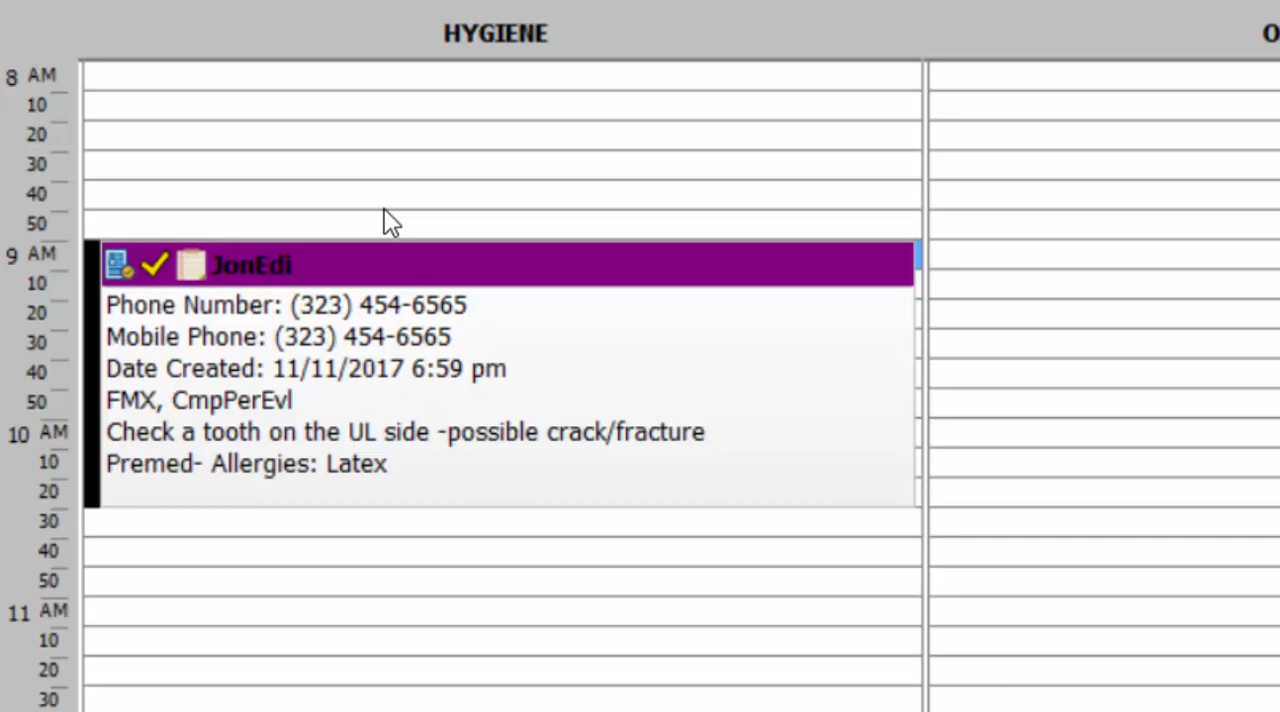 HYGIENE
O
8 AM
10
20
30
40
50
9 AM
10
20
30
40
50
10 AM
10
20
30
40
50
11 AM
10
20
30
JonEdi
Phone Number: (323) 454-6565
Mobile Phone: (323) 454-6565
Date Created: 11/11/2017 6:59 pm
FMX, CmpPerEvl
Check a tooth on the UL side -possible crack/fracture
Premed- Allergies: Latex